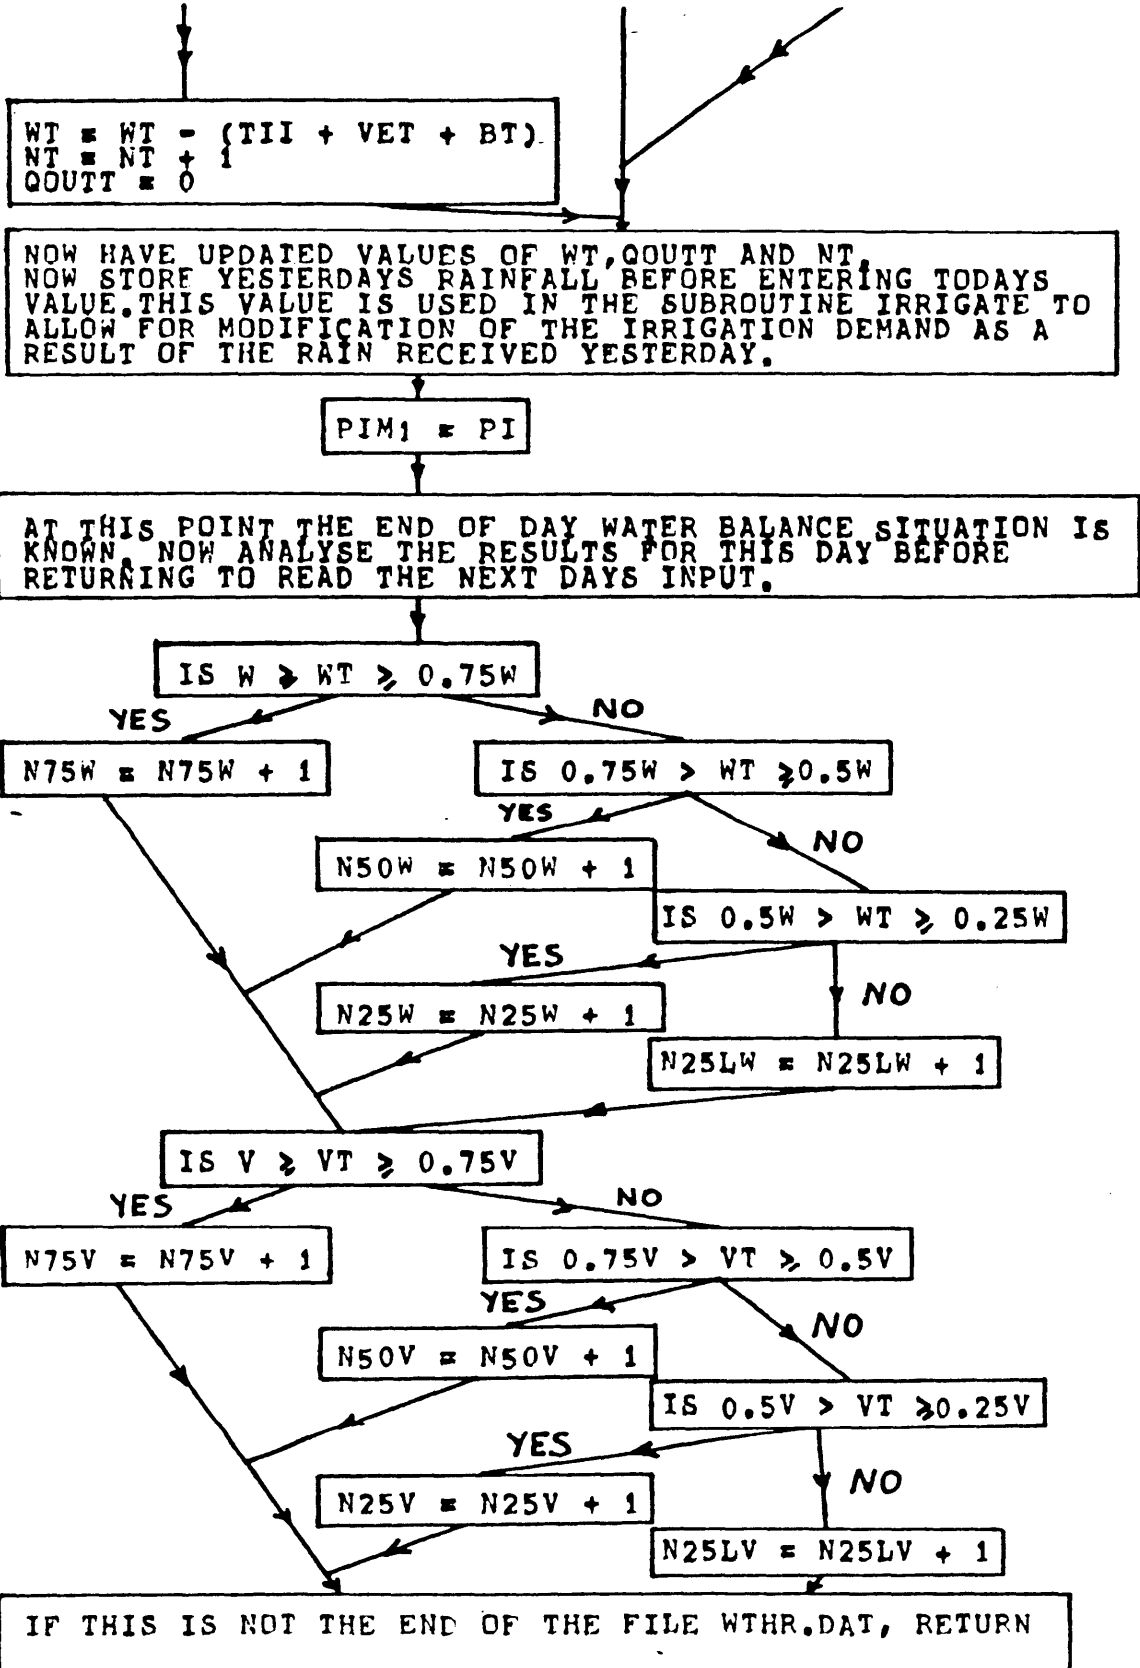 WT = WT - (TII + VET + BT)
NT = NT + 1
QOUTT = 0
NOW HAVE UPDATED VALUES OF WT,QOUTT AND NT.
NOW STORE YESTERDAYS RAINFALL BEFORE ENTERING TODAYS
VALUE.THIS VALUE IS USED IN THE SUBROUTINE IRRIGATE TO
ALLOW FOR MODIFICATION OF THE IRRIGATION DEMAND AS A
RESULT OF THE RAIN RECEIVED YESTERDAY.
PIM1 = PI
AT THIS POINT THE END OF DAY WATER BALANCE SITUATION IS
KNOWN. NOW ANALYSE THE RESULTS FOR THIS DAY BEFORE
RETURNING TO READ THE NEXT DAYS INPUT.
IS W ⩾ WT ⩾ 0.75W
YES
NO
N75W = N75W + 1
IS 0.75W > WT ⩾0.5W
YES
NO
N50W = N50W + 1
IS 0.5W > WT ⩾ 0.25W
YES
NO
N25W = N25W + 1
N25LW = N25LW + 1
IS V ⩾ VT ⩾ 0.75V
YES
NO
N75V = N75V + 1
IS 0.75V > VT ⩾ 0.5V
YES
NO
N50V = N50V + 1
IS 0.5V > VT ⩾0.25V
YES
NO
N25V = N25V + 1
N25LV = N25LV + 1
IF THIS IS NOT THE END OF THE FILE WTHR.DAT, RETURN